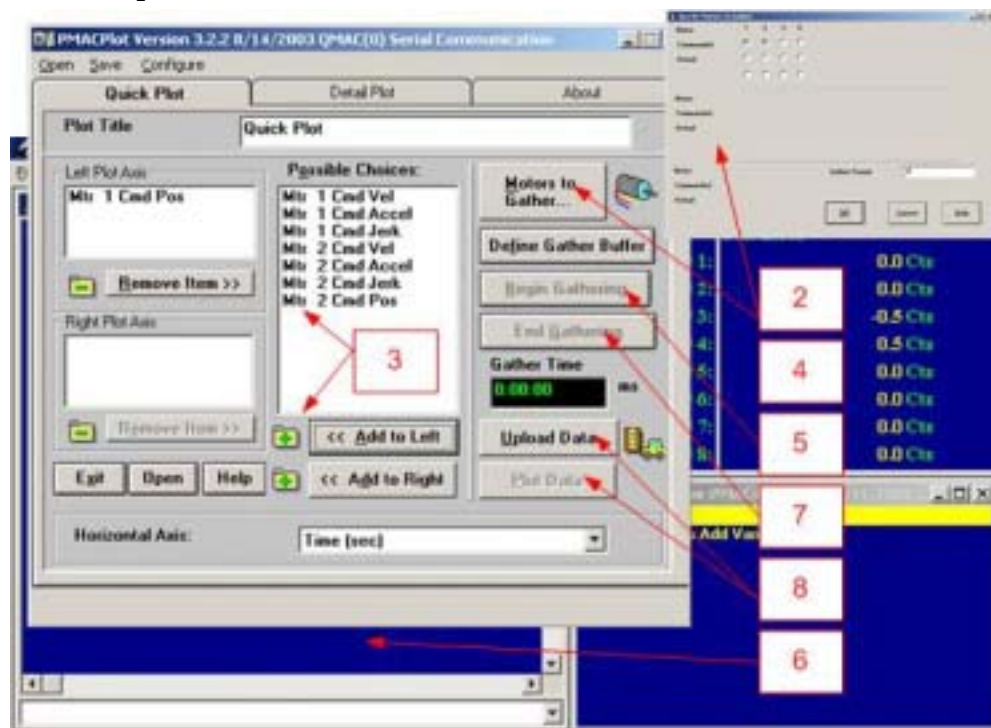 PMACPlot Version 3.2.2 8/14/2003 QMAC(0) Serial Communication
Open Save Configure
Quick Plot Detail Plot About
Plot Title Quick Plot
Left Plot Axis
Mtr 1 Cmd Pos
Remove Item >>
Right Plot Axis
Remove Item >>
Exit Open Help
Possible Choices:
Mtr 1 Cmd Vel
Mtr 1 Cmd Accel
Mtr 1 Cmd Jerk
Mtr 2 Cmd Vel
Mtr 2 Cmd Accel
Mtr 2 Cmd Jerk
Mtr 2 Cmd Pos
<< Add to Left
<< Add to Right
Motors to
Gather...
Define Gather Buffer
Begin Gathering
End Gathering
Gather Time
0:00:00 ms
Upload Data
Plot Data
Horizontal Axis: Time (sec)
1: 0.0 Cts
2: 0.0 Cts
3: -0.5 Cts
4: 0.5 Cts
5: 0.0 Cts
6: 0.0 Cts
7: 0.0 Cts
8: 0.0 Cts
Add
2
3
4
5
7
8
6